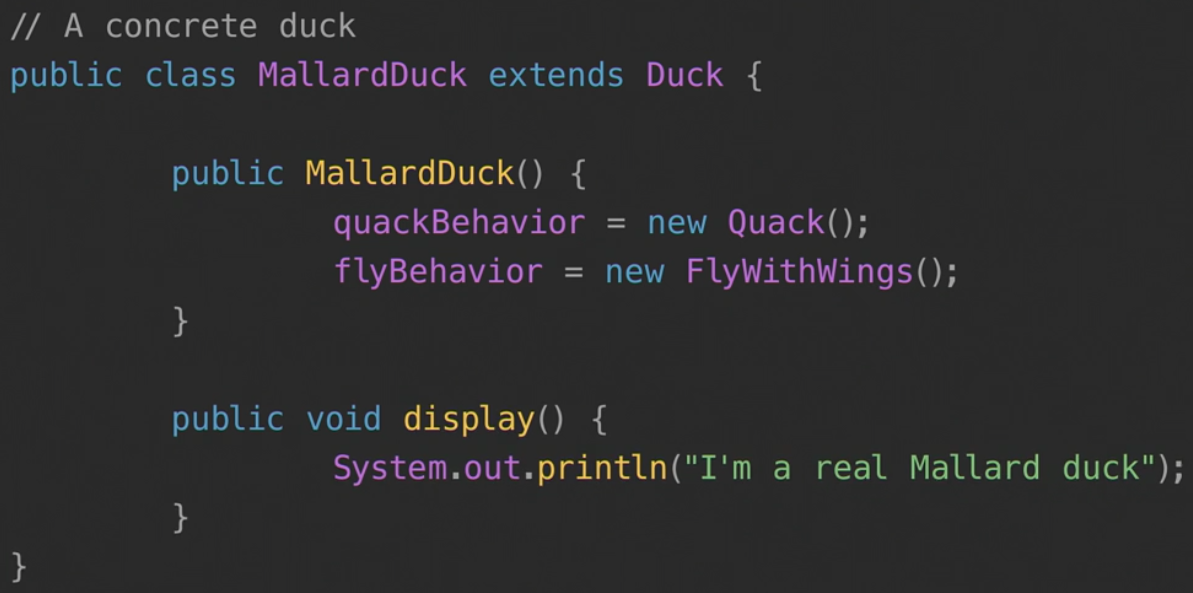 // A concrete duck
public class MallardDuck extends Duck {
public MallardDuck() {
quackBehavior = new Quack();
flyBehavior = new FlyWithWings();
}
public void display() {
System.out.println("I'm a real Mallard duck");
}
}